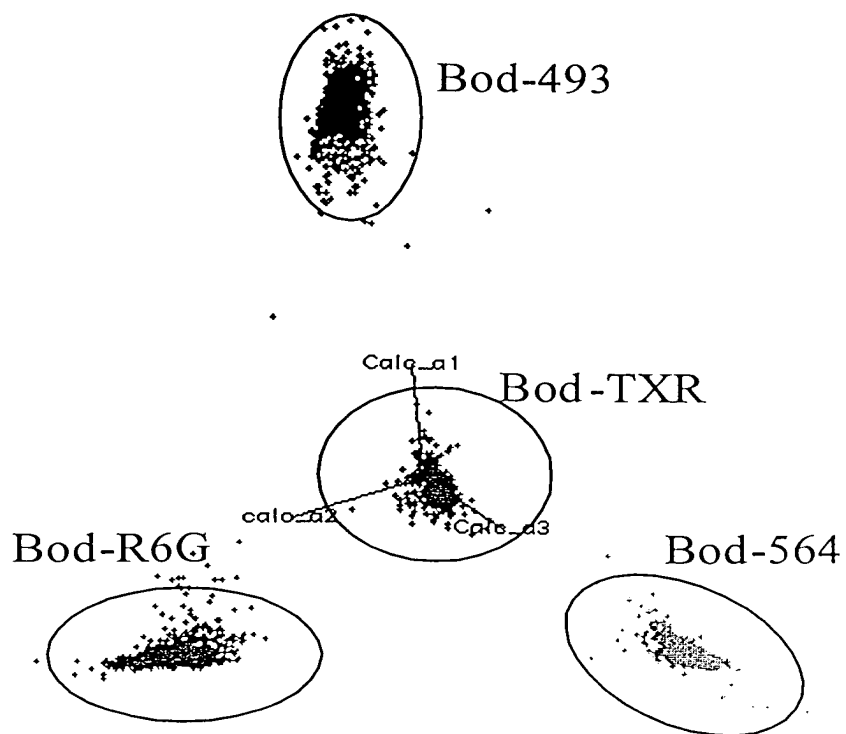 Bod-493
Calc_a1
Bod-TXR
calc_a2
Calc_a3
Bod-R6G
Bod-564